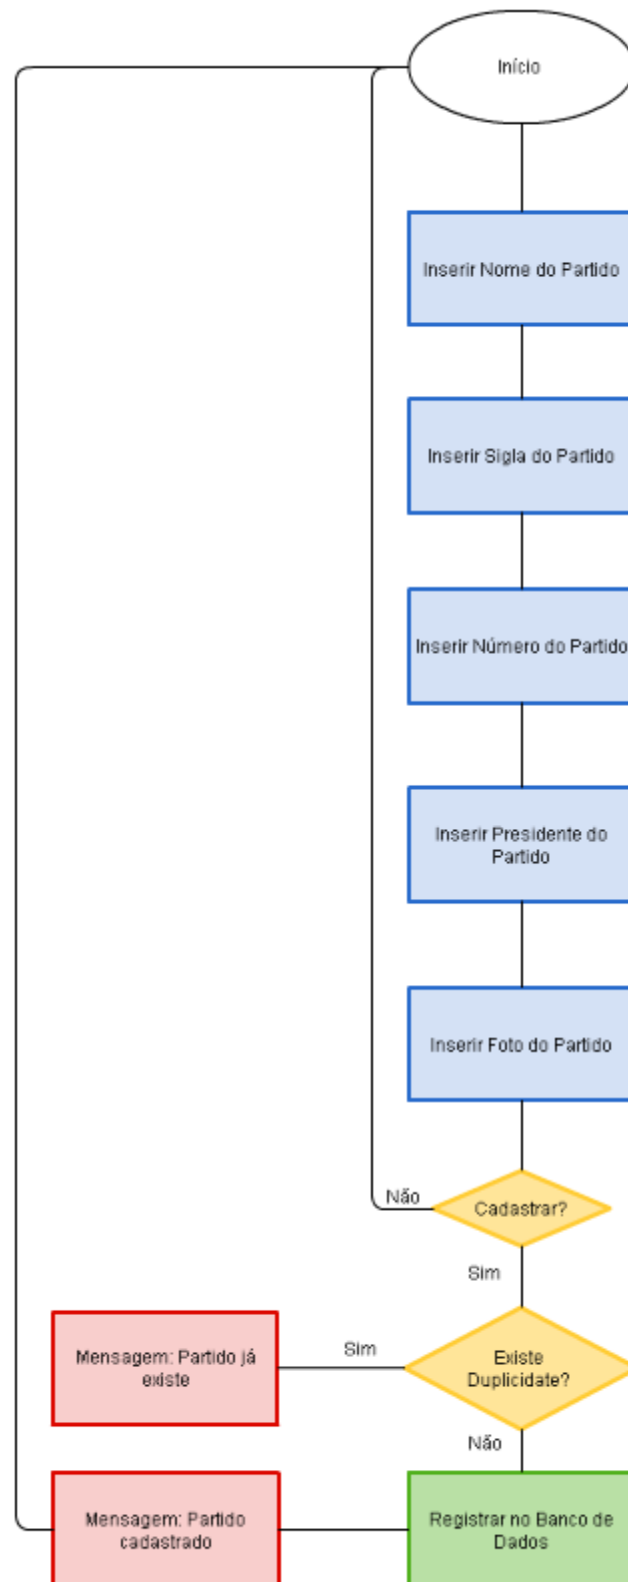 Início
Inserir Nome do Partido
Inserir Sigla do Partido
Inserir Número do Partido
Inserir Presidente do
Partido
Inserir Foto do Partido
Não
Cadastrar?
Sim
Mensagem: Partido já
existe
Sim
Existe
Duplicidate?
Não
Mensagem: Partido
cadastrado
Registrar no Banco de
Dados